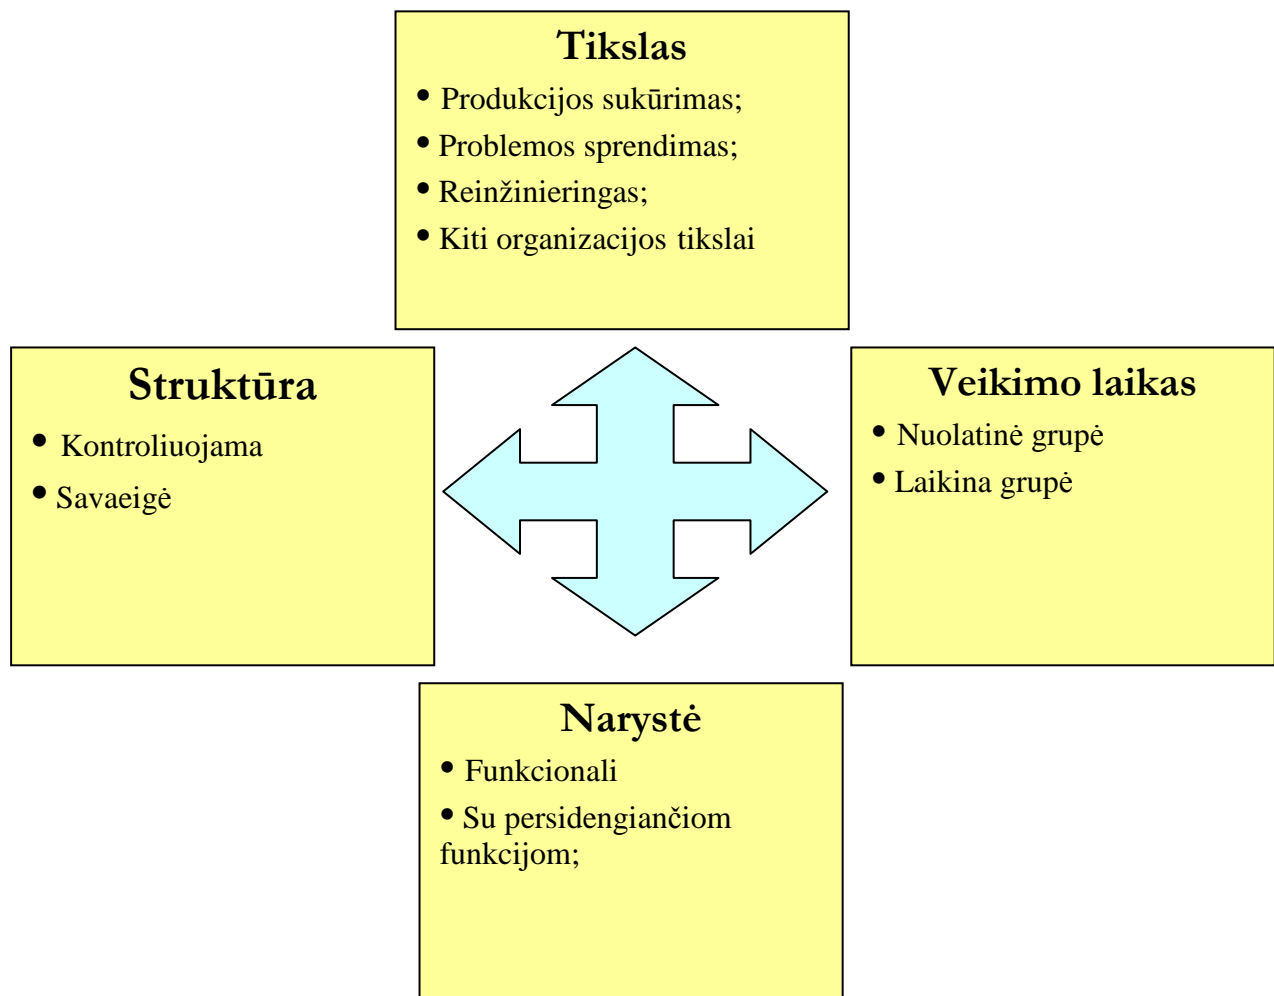 Tikslas
• Produkcijos sukūrimas;
• Problemos sprendimas;
• Reinžinieringas;
• Kiti organizacijos tikslai
Struktūra
• Kontroliuojama
• Savaeigė
Veikimo laikas
• Nuolatinė grupė
• Laikina grupė
Narystė
• Funkcionali
• Su persidengiančiom
funkcijom;